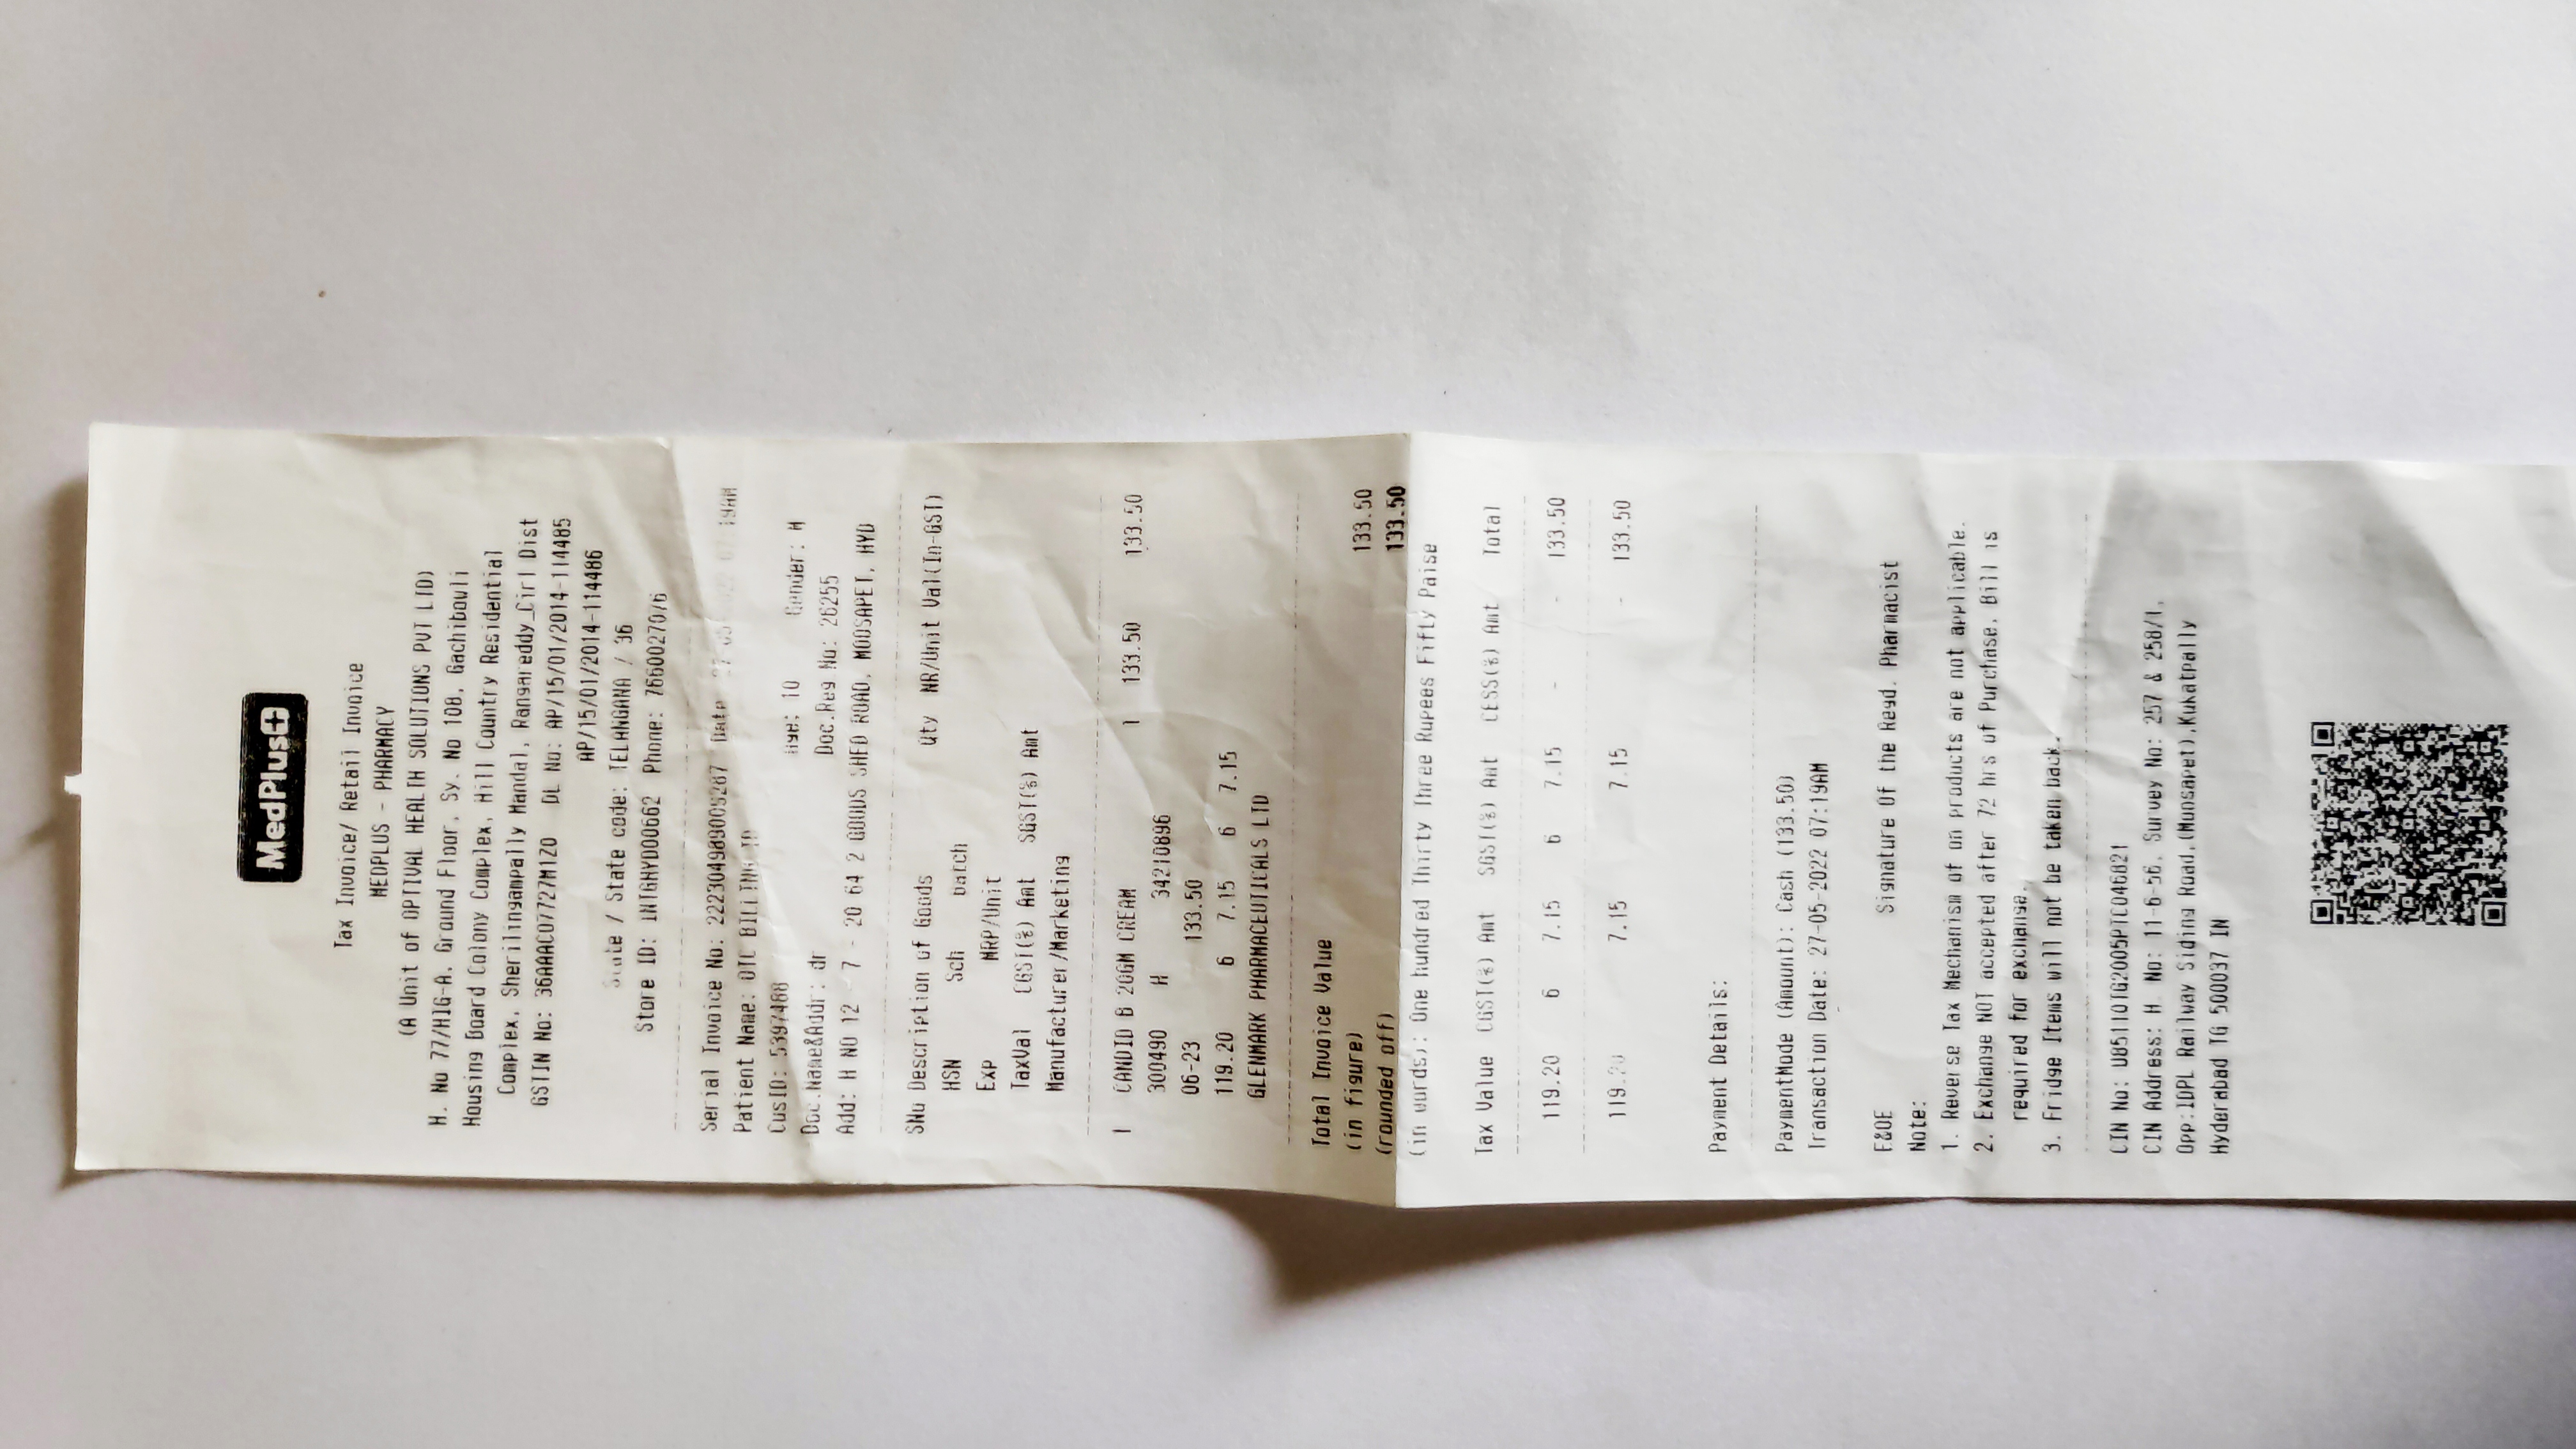 MedPlus
Tax Invoice/ Retail Invoice
MEDPLUS - PHARMACY
(A Unit of OPTIVAL HEALTH SOLUTIONS PVT LTD)
H. No 77/HIG-A, Ground Floor, Sy. No 108, Gachibowli
Housing Board Colony Complex, Hill Country Residential
Complex, Sherilingampally Mandal, Rangareddy_Cirl Dist
GSTIN No: 36AAACO7727M1ZO DL No: AP/15/01/2014-114485
AP/15/01/2014-114486
State / State code: TELANGANA / 36
Store ID: INTGHYD00662 Phone: 7660027076
Serial Invoice No: Date 27-05-2022 07:19AM
Patient Name: OTC BILLING ID
CusID: 5397488
Age: 10 Gender: M
Doc.Name&Addr: dr
Doc.Reg No: 26255
Add: H NO 12 - 7 - 20 64 2 GOODS SHED ROAD, MOOSAPET, HYD
SNo Description of Goods Qty NR/Unit Val(In-GST)
HSN Sch batch
Exp MRP/Unit
TaxVal CGST(%) Amt SGST(%) Amt
Manufacturer/Marketing
1 CANDID B 20GM CREAM 1 133.50 133.50
300490 H 34210896
06-23 133.50
119.20 6 7.15 6 7.15
GLENMARK PHARMACEUTICALS LTD
Total Invoice Value
(in figure) 133.50
(rounded off) 133.50
(in words): One hundred Thirty Three Rupees Fifty Paise
Tax Value CGST(%) Amt SGST(%) Amt CESS(%) Amt Total
119.20 6 7.15 6 7.15 - - 133.50
119.20 7.15 7.15 - 133.50
Payment Details:
PaymentMode (Amount): Cash (133.50)
Transaction Date: 27-05-2022 07:19AM
F&OE Signature Of the Regd. Pharmacist
Note:
1. Reverse Tax Mechanism of on products are not applicable.
2. Exchange NOT accepted after 72 hrs of Purchase. Bill is
required for exchange.
3. Fridge Items will not be taken back.
CIN No: U85110TG2005PTC046821
CIN Address: H No: 11-6-56, Survey No: 257 & 258/1,
Opp:IDPL Railway Siding Road,(Moosapet),Kukatpally
Hyderabad TG 500037 IN